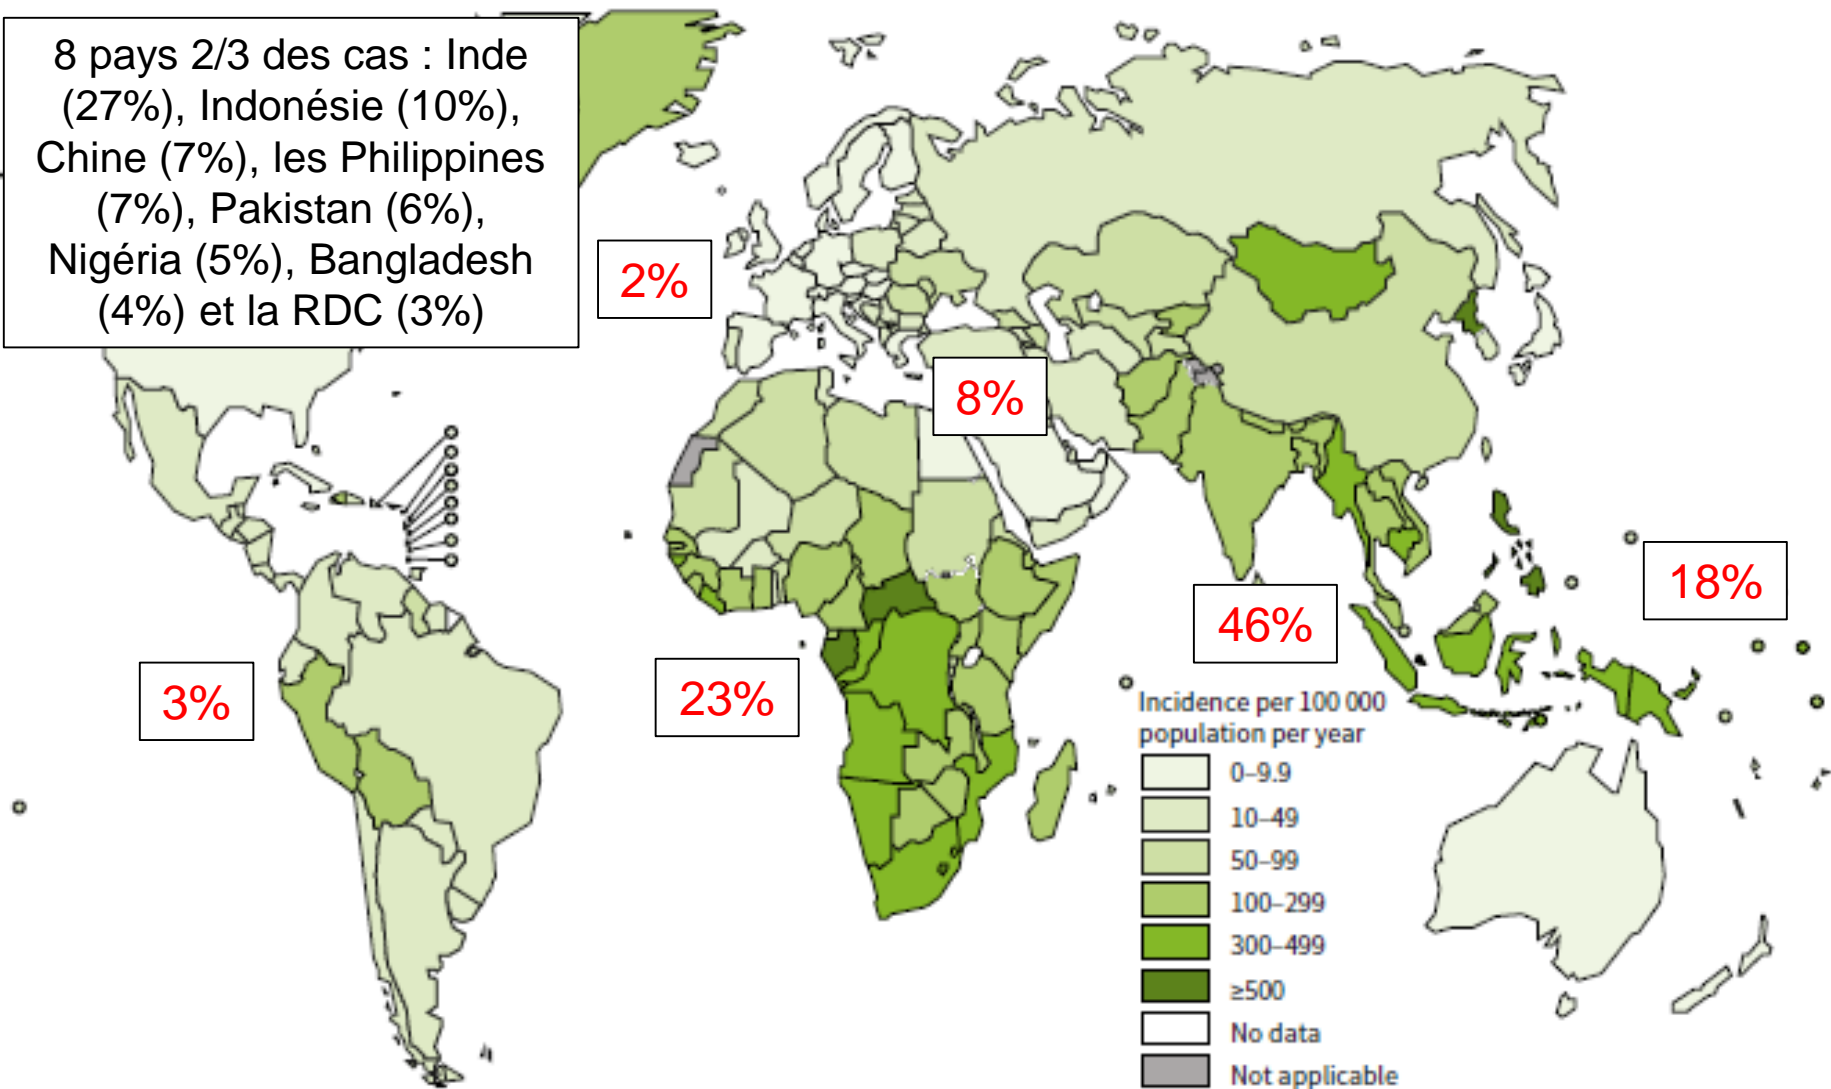 8 pays 2/3 des cas : Inde
(27%), Indonésie (10%),
Chine (7%), les Philippines
(7%), Pakistan (6%),
Nigéria (5%), Bangladesh
(4%) et la RDC (3%)
2%
8%
18%
46%
3%
23%
Incidence per 100 000
population per year
0–9.9
10–49
50–99
100–299
300–499
≥500
No data
Not applicable